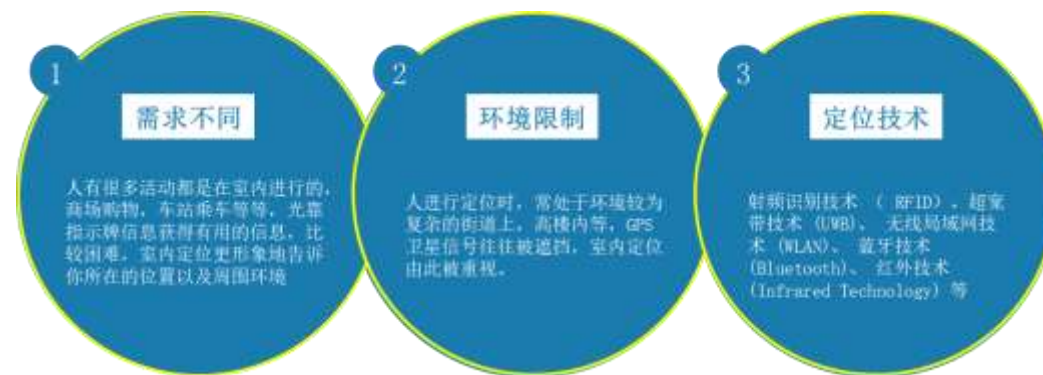 1
需求不同
人有很多活动都是在室内进行的，
商场购物，车站乘车等等，光靠
指示牌信息获得有用的信息，比
较困难，室内定位更形象地告诉
你所在的位置以及周围环境
2
环境限制
人进行定位时，常处于环境较为
复杂的街道上，高楼内等，GPS
卫星信号往往被遮挡，室内定位
由此被重视。
3
定位技术
射频识别技术 （ RFID）、超宽
带技术 (UWB)、 无线局域网技
术 (WLAN)、 蓝牙技术
(Bluetooth)、 红外技术
(Infrared Technology) 等